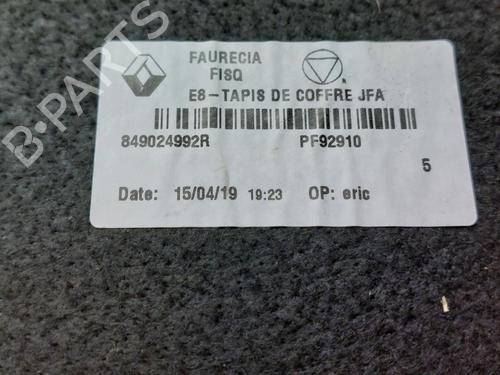 FAURECIA
FISQ
E8-TAPIS DE COFFRE JFA
849024992R PF92910
5
Date: 15/04/19 19:23 OP: eric
B-PARTS